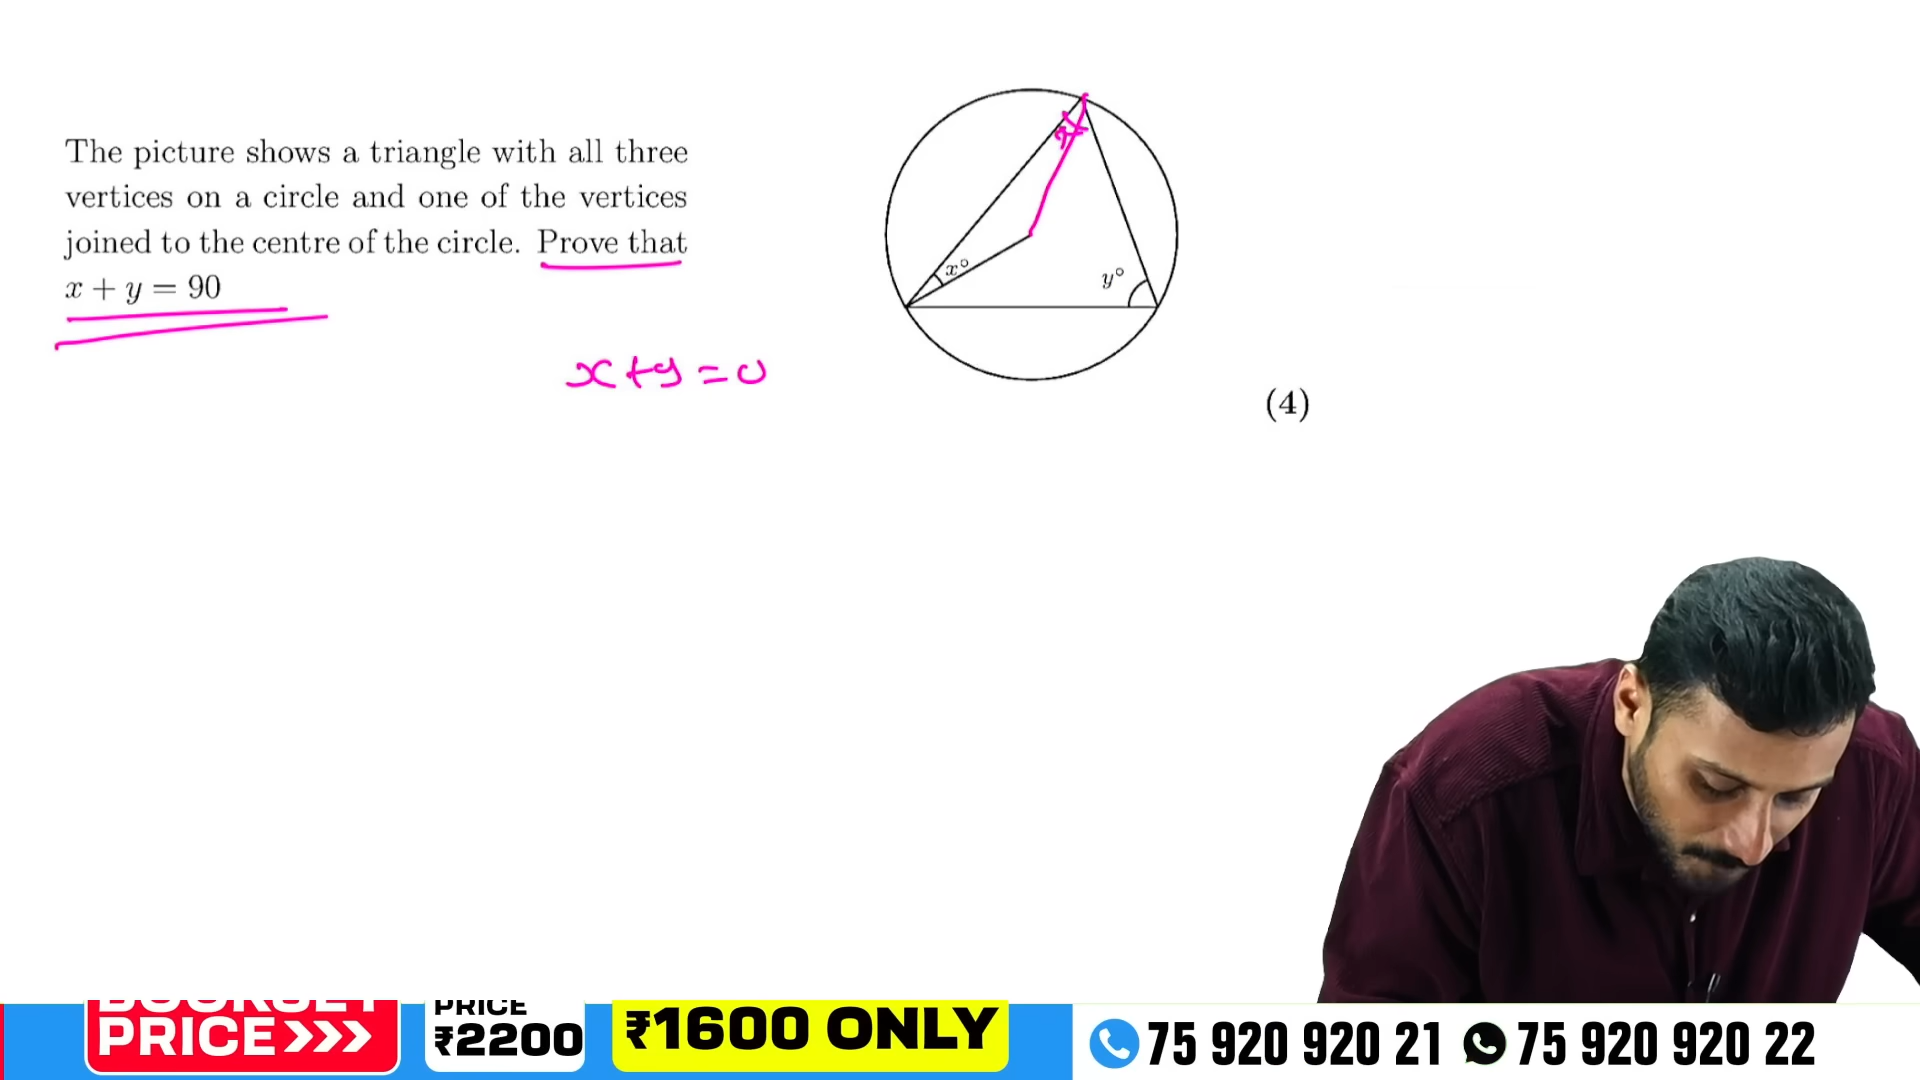 The picture shows a triangle with all three
vertices on a circle and one of the vertices
joined to the centre of the circle. Prove that
x + y = 90
x°
y°
x
x+y=0
(4)
PRICE>>>
PRICE
₹2200
₹1600 ONLY
75 920 920 21
75 920 920 22